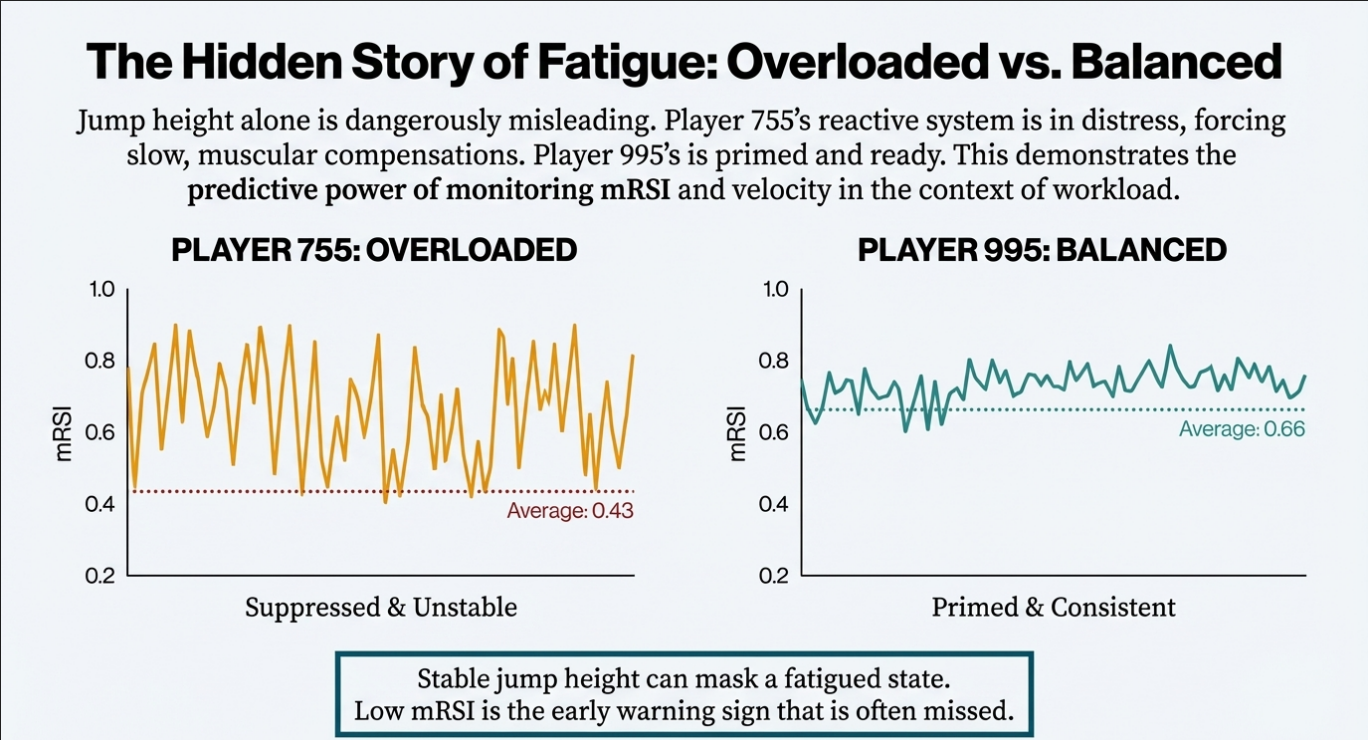 The Hidden Story of Fatigue: Overloaded vs. Balanced
Jump height alone is dangerously misleading. Player 755’s reactive system is in distress, forcing
slow, muscular compensations. Player 995’s is primed and ready. This demonstrates the
predictive power of monitoring mRSI and velocity in the context of workload.
PLAYER 755: OVERLOADED
1.0
0.8
0.6
0.4
0.2
mRSI
Average: 0.43
Suppressed & Unstable
PLAYER 995: BALANCED
1.0
0.8
0.6
0.4
0.2
mRSI
Average: 0.66
Primed & Consistent
Stable jump height can mask a fatigued state.
Low mRSI is the early warning sign that is often missed.